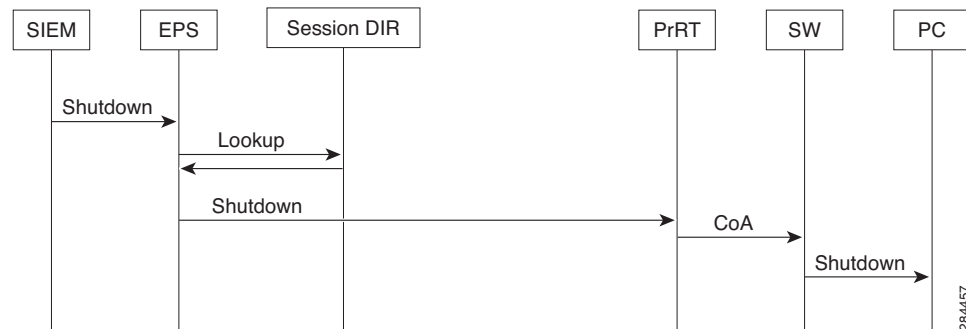 SIEM
EPS
Session DIR
PrRT
SW
PC
Shutdown
Lookup
Shutdown
CoA
Shutdown
284457